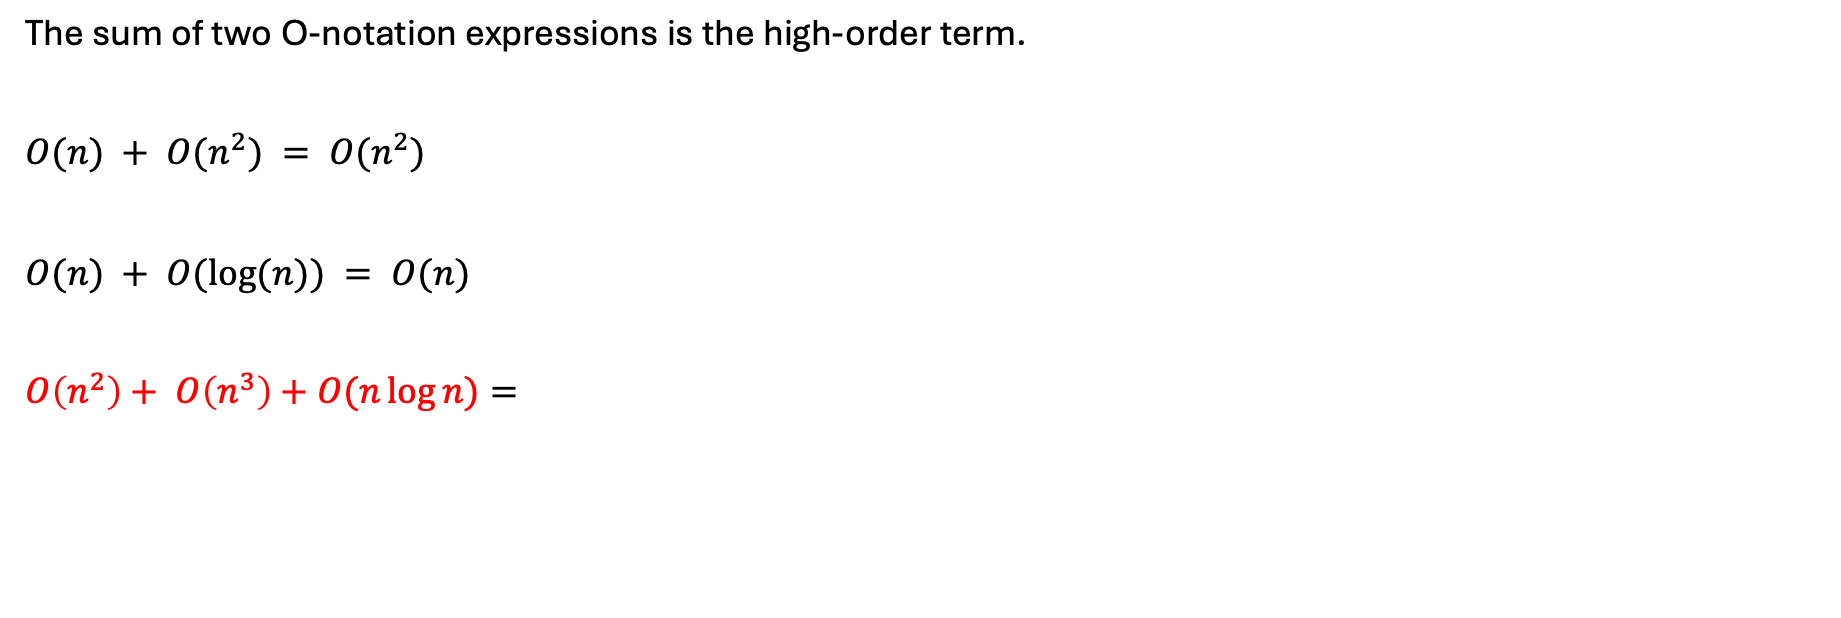 The sum of two O-notation expressions is the high-order term.
O(n) + O(n²) = O(n²)
O(n) + O(log(n)) = O(n)
O(n²) + O(n³) + O(n log n) =